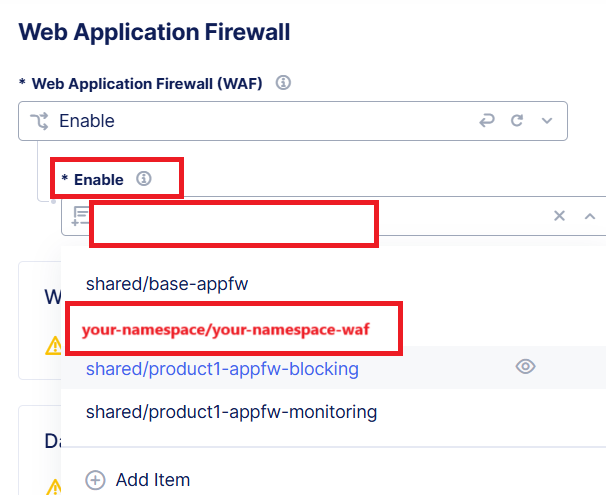 Web Application Firewall
* Web Application Firewall (WAF)
Enable
* Enable
shared/base-appfw
your-namespace/your-namespace-waf
shared/product1-appfw-blocking
shared/product1-appfw-monitoring
Add Item